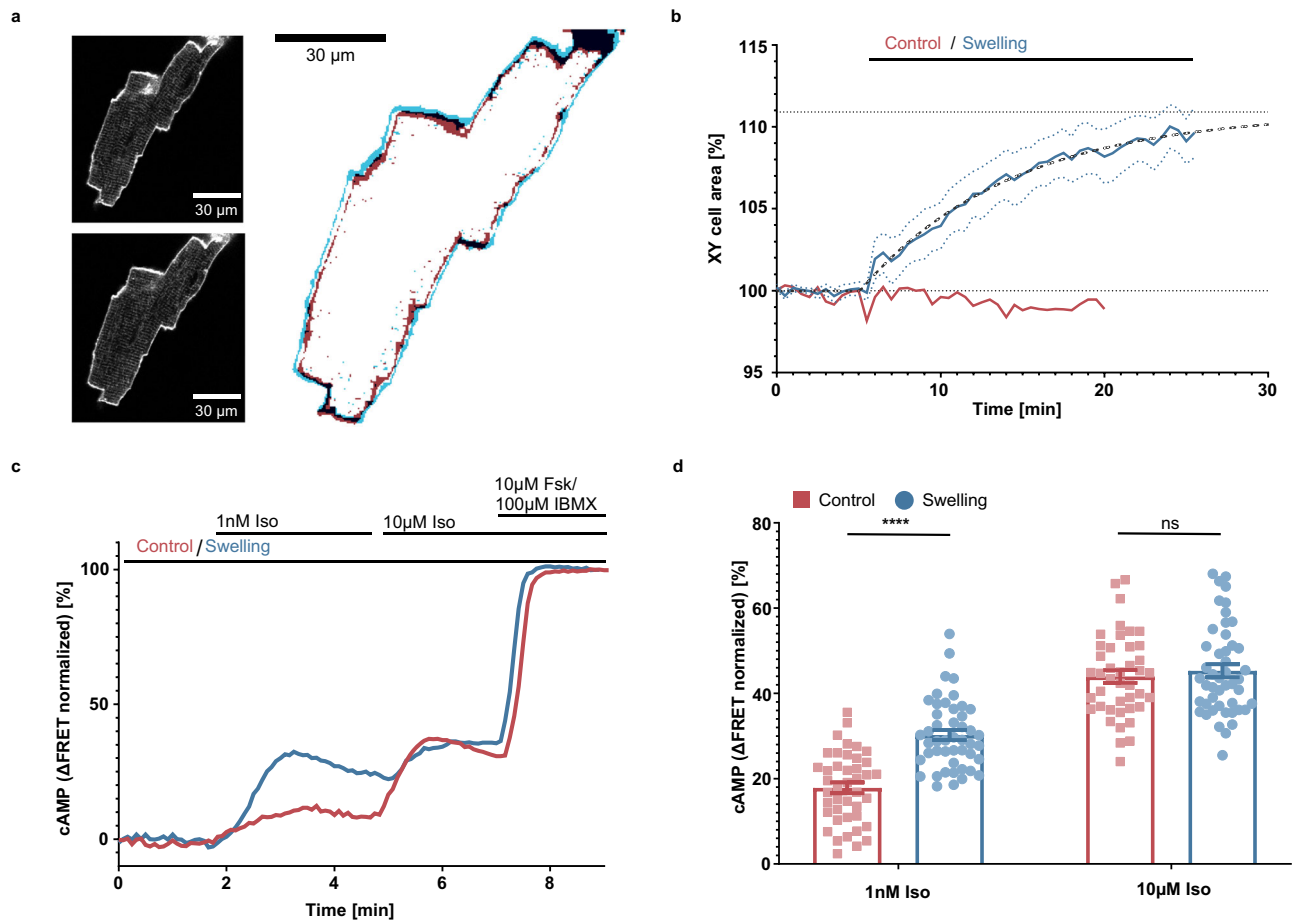 a
30 µm
30 µm
30 µm
b
Control / Swelling
115
110
105
100
95
XY cell area [%]
0
10
20
30
Time [min]
c
10µM Fsk/
100µM IBMX
1nM Iso
10µM Iso
Control / Swelling
100
50
0
cAMP (ΔFRET normalized) [%]
0
2
4
6
8
Time [min]
d
Control
Swelling
80
60
40
20
0
cAMP (ΔFRET normalized) [%]
****
ns
1nM Iso
10µM Iso